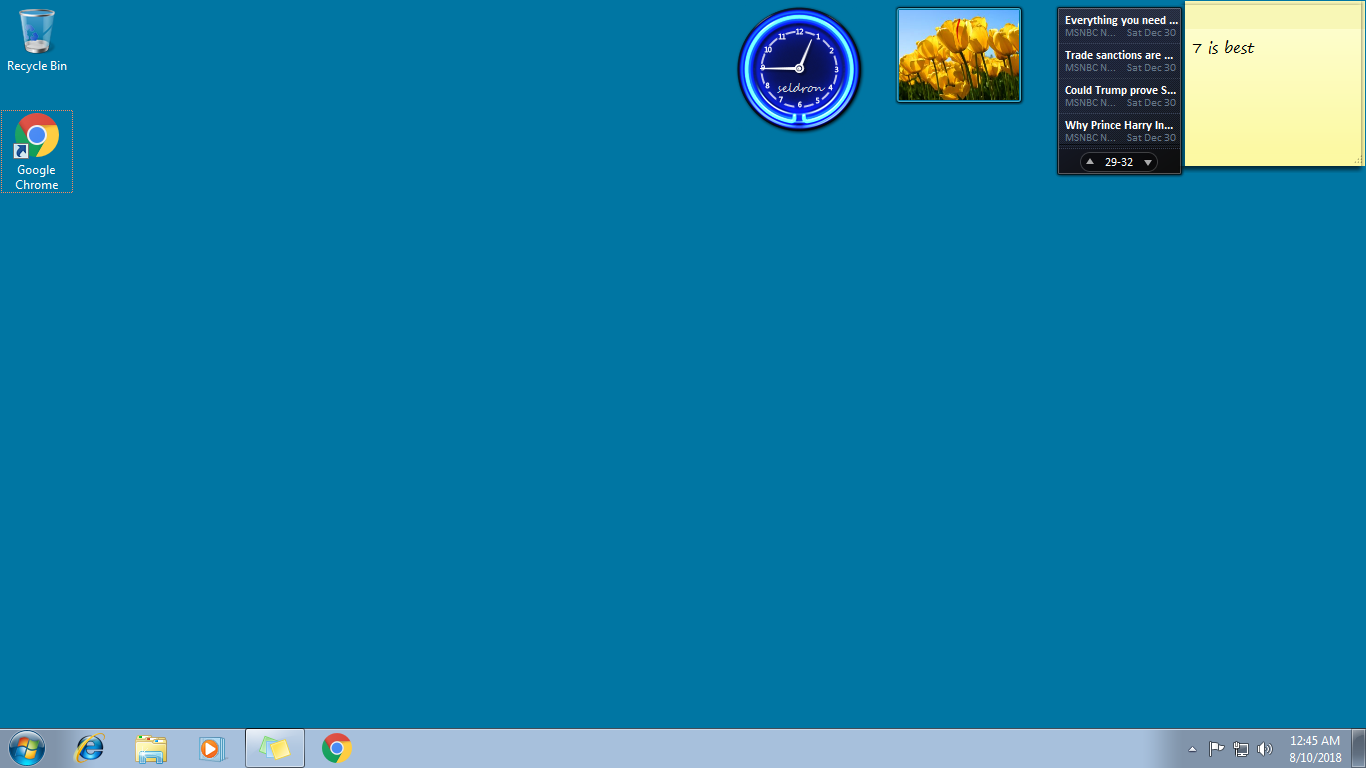 Recycle Bin
Google
Chrome
12
1
2
3
4
5
6
7
8
9
10
11
seldron
Everything you need ...
MSNBC N... Sat Dec 30
Trade sanctions are ...
MSNBC N... Sat Dec 30
Could Trump prove S...
MSNBC N... Sat Dec 30
Why Prince Harry In...
MSNBC N... Sat Dec 30
29-32
7 is best
12:45 AM
8/10/2018